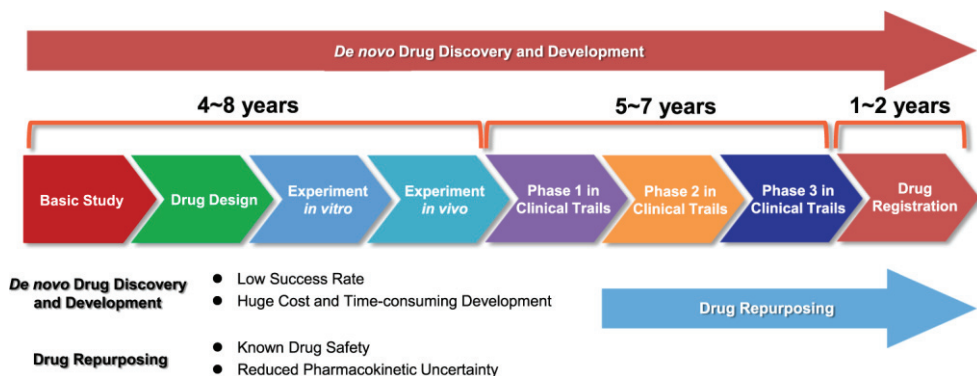 De novo Drug Discovery and Development
4~8 years
5~7 years
1~2 years
Basic Study
Drug Design
Experiment
in vitro
Experiment
in vivo
Phase 1 in
Clinical Trails
Phase 2 in
Clinical Trails
Phase 3 in
Clinical Trails
Drug
Registration
De novo Drug Discovery
and Development
● Low Success Rate
● Huge Cost and Time-consuming Development
Drug Repurposing
Drug Repurposing
● Known Drug Safety
● Reduced Pharmacokinetic Uncertainty